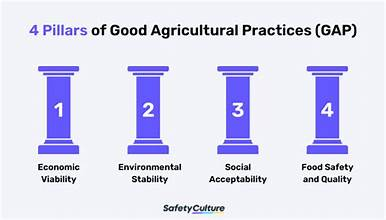 4 Pillars of Good Agricultural Practices (GAP)
1
2
3
4
Economic
Viability
Environmental
Stability
Social
Acceptability
Food Safety
and Quality
SafetyCulture